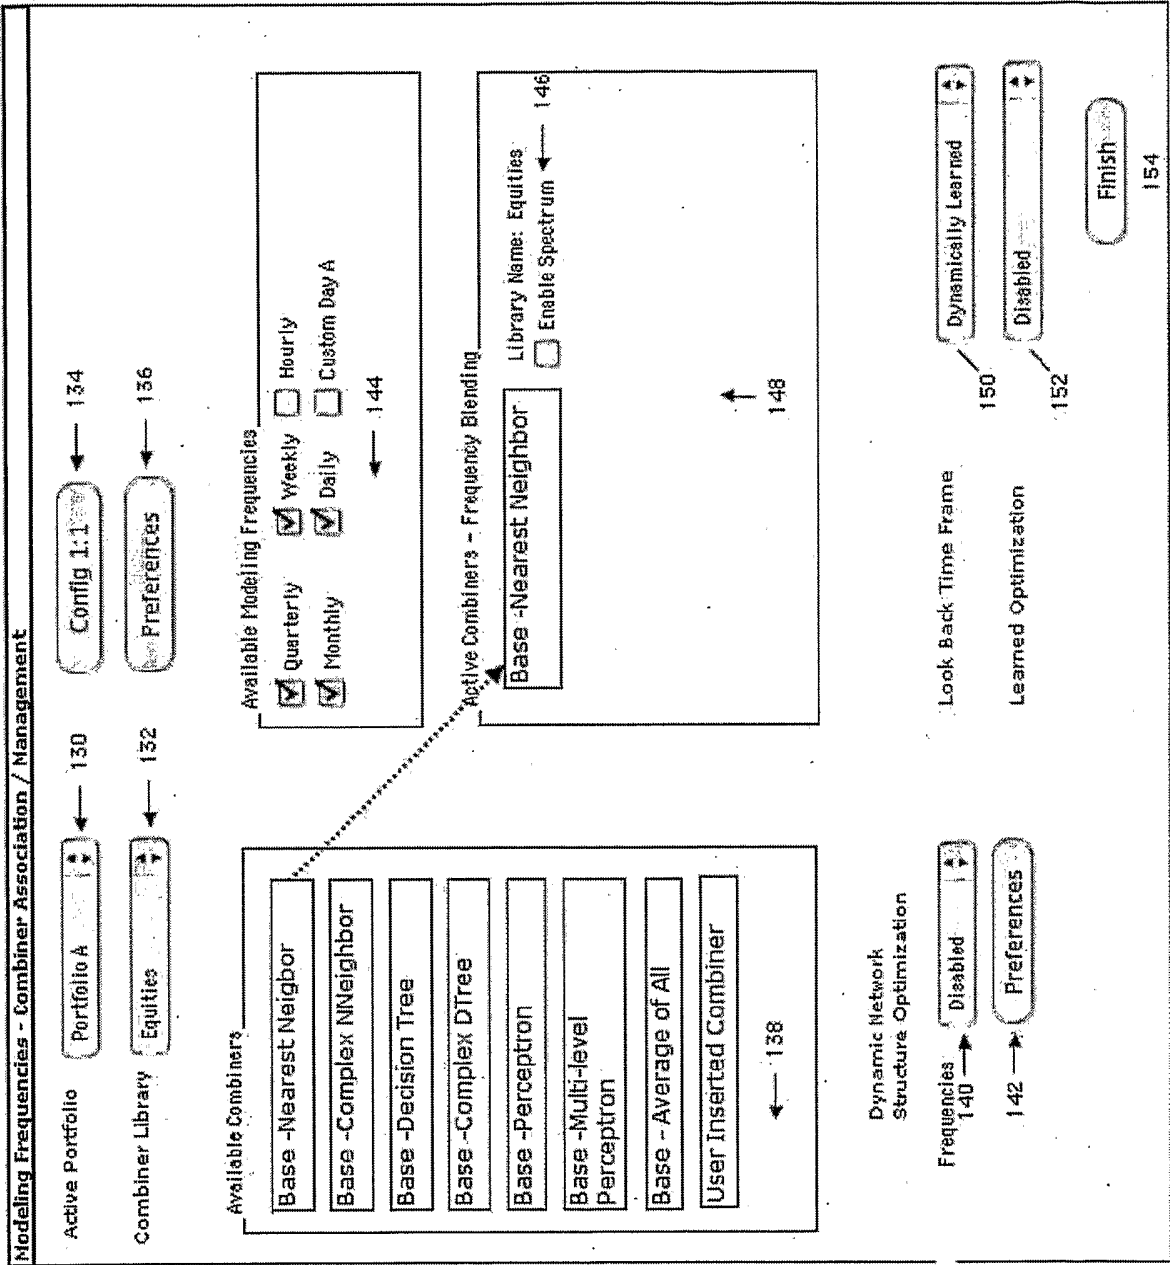 Modeling Frequencies - Combiner Association / Management
Active Portfolio
Portfolio A
130
Config 1:1
134
Combiner Library
Equities
132
Preferences
136
Available Combiners
Base -Nearest Neigbor
Base -Complex NNeighbor
Base -Decision Tree
Base -Complex DTree
Base -Perceptron
Base -Multi-level
Perceptron
Base - Average of All
User Inserted Combiner
138
Available Modeling Frequencies
Quarterly
Weekly
Hourly
Monthly
Daily
Custom Day A
144
Active Combiners - Frequency Blending
Base -Nearest Neighbor
Library Name: Equities
Enable Spectrum
146
148
Dynamic Network
Structure Optimization
Frequencies
140
Disabled
142
Preferences
Look Back Time Frame
150
Dynamically Learned
Learned Optimization
152
Disabled
Finish
154